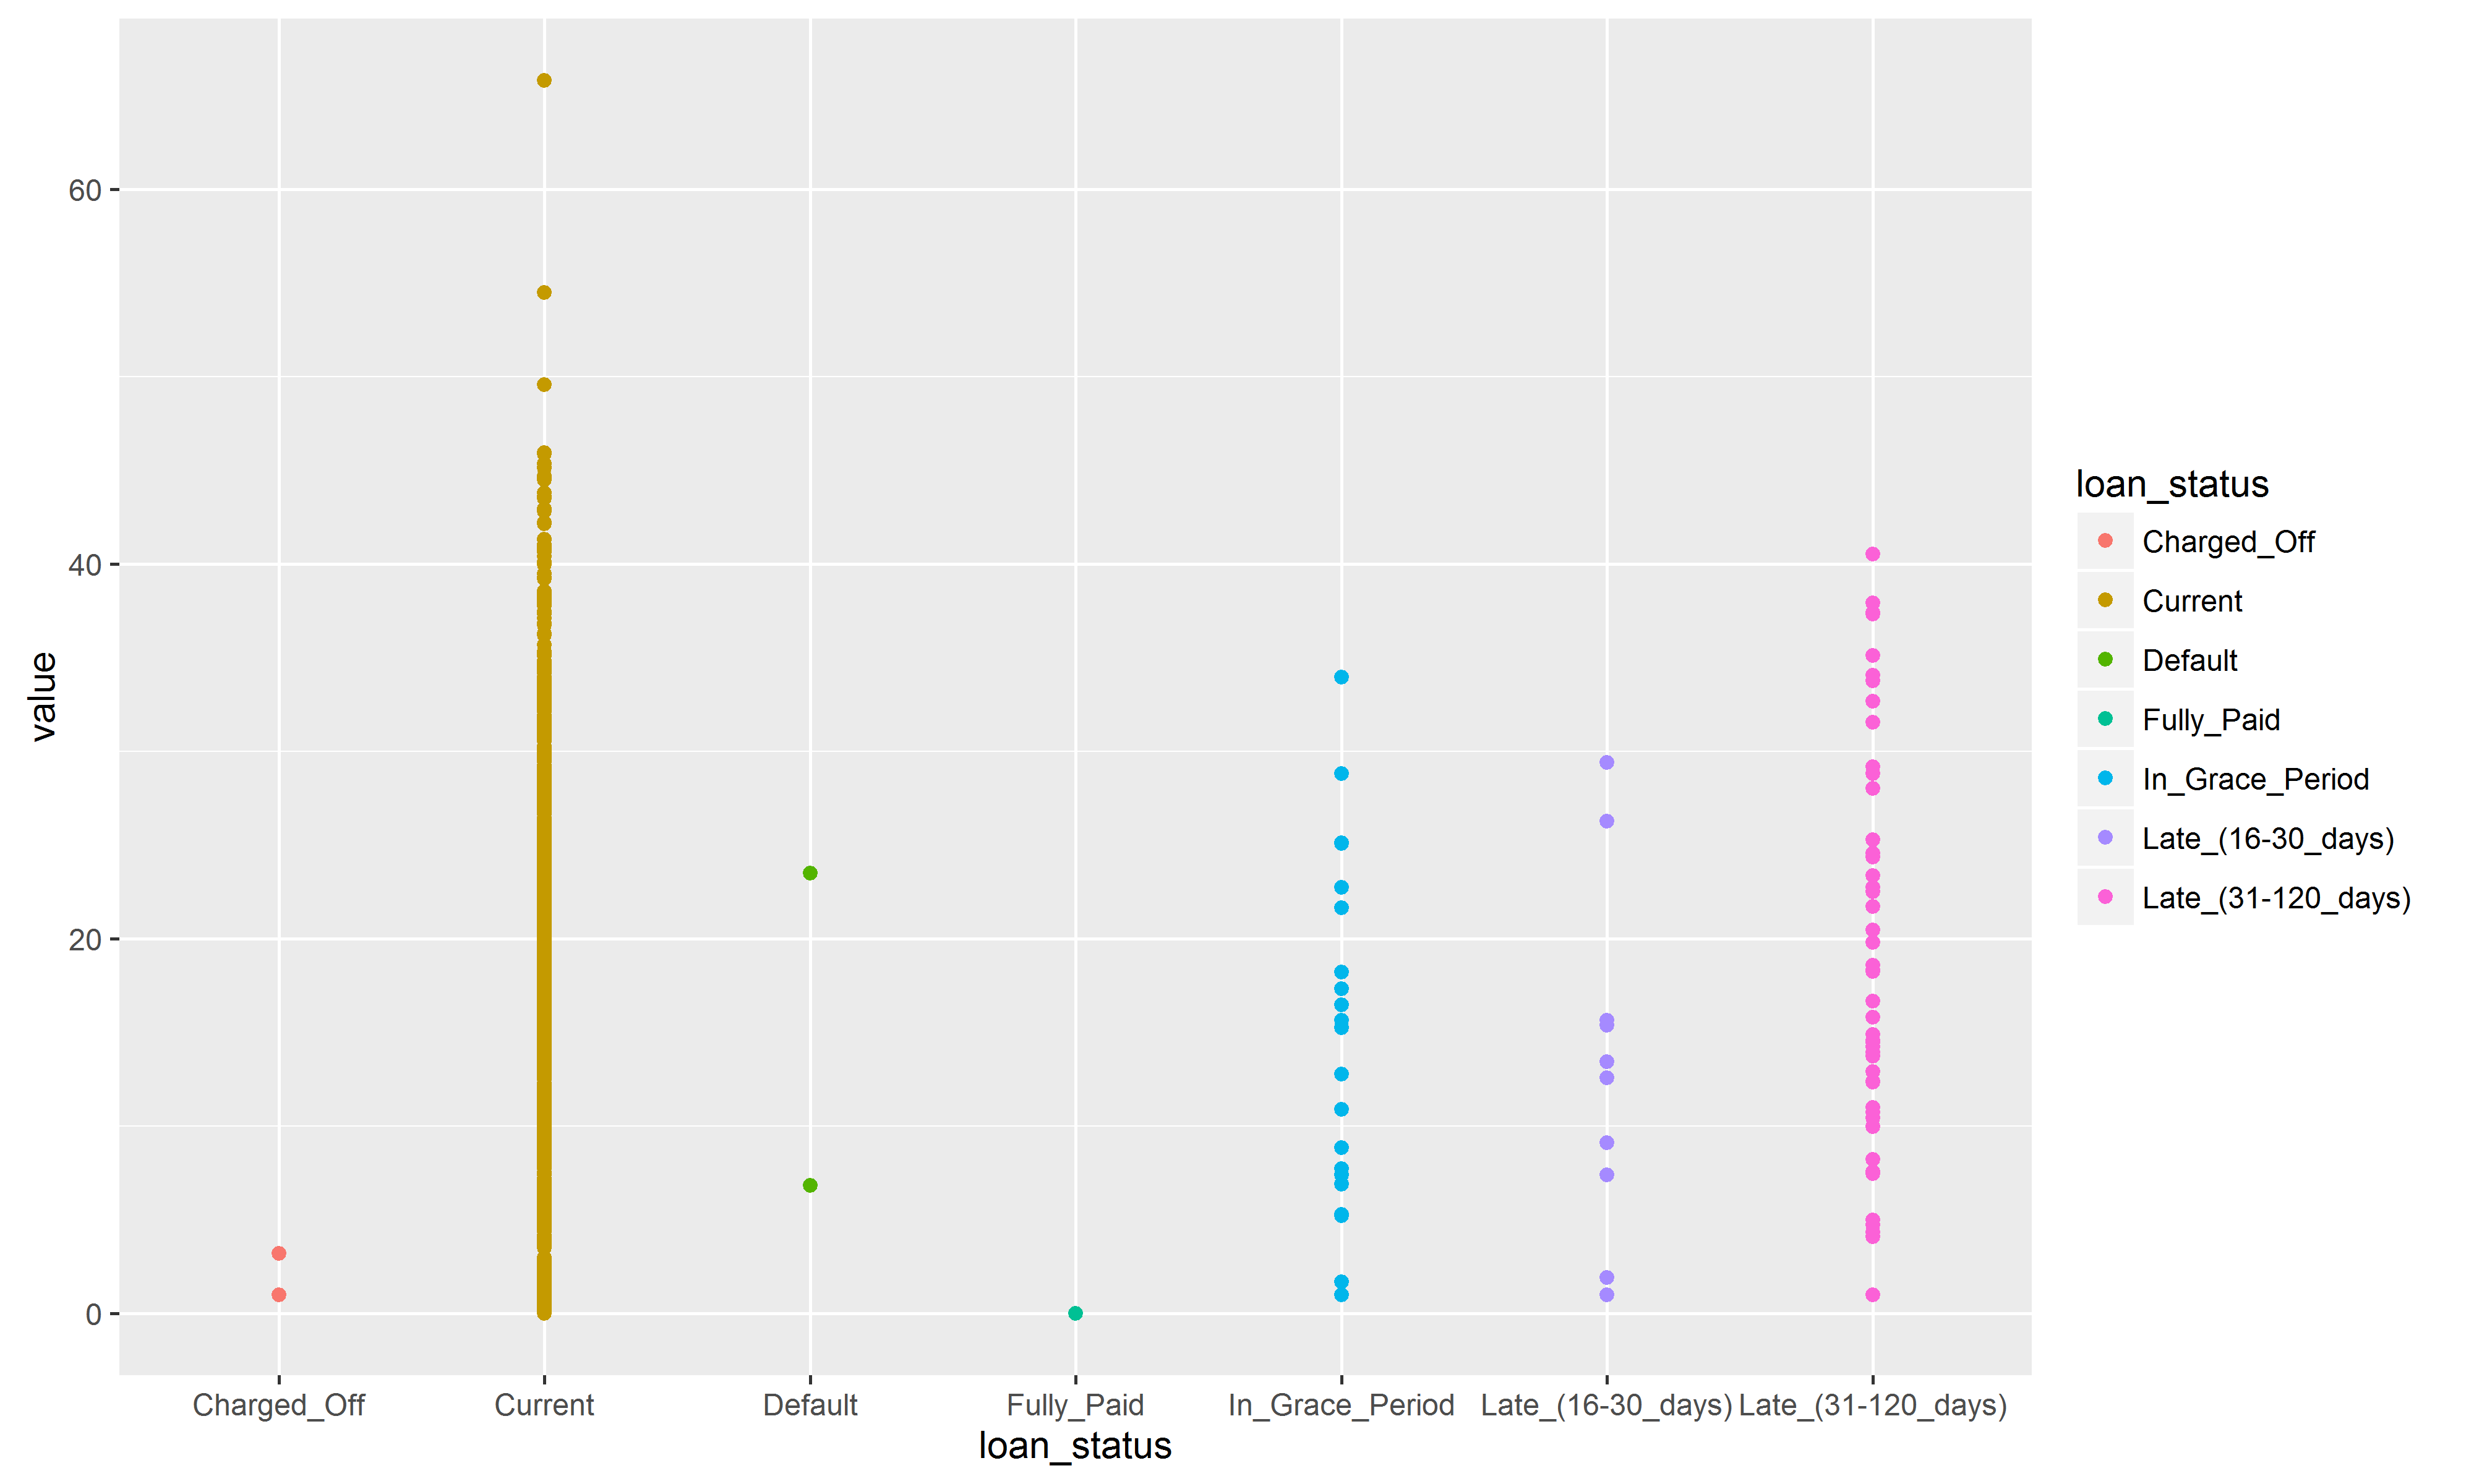 value
60
40
20
0
Charged_Off
Current
Default
Fully_Paid
In_Grace_Period
Late_(16-30_days)
Late_(31-120_days)
loan_status
loan_status
Charged_Off
Current
Default
Fully_Paid
In_Grace_Period
Late_(16-30_days)
Late_(31-120_days)